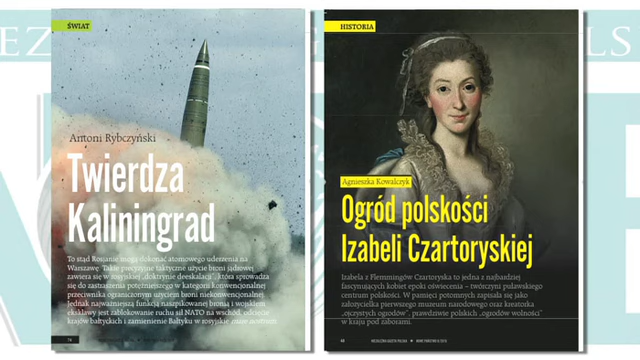 ŚWIAT
Antoni Rybczyński
Twierdza
Kaliningrad
To stąd Rosjanie mogą dokonać atomowego uderzenia na
Warszawę. Takie precyzyjne taktyczne użycie broni jądrowej
zawiera się w rosyjskiej „doktrynie deeskalacji”, która sprowadza
się do zastraszenia potężniejszego w kategorii konwencjonalnej
przeciwnika ograniczonym użyciem broni niekonwencjonalnej.
Jednak najważniejszą funkcją naszpikowanej bronią i wojskiem
eksklawy jest zablokowanie ruchu sił NATO na wschód, odcięcie
krajów bałtyckich i zamienienie Bałtyku w rosyjskie mare nostrum.
HISTORIA
Agnieszka Kowalczyk
Ogród polskości
Izabeli Czartoryskiej
Izabela z Flemmingów Czartoryska to jedna z najbardziej
fascynujących kobiet epoki oświecenia – twórczyni puławskiego
centrum polskości. W pamięci potomnych zapisała się jako
założycielka pierwszego muzeum narodowego oraz kreatorka
„ojczystych ogrodów”, prawdziwie polskich „ogrodów wolności”
w kraju pod zaborami.